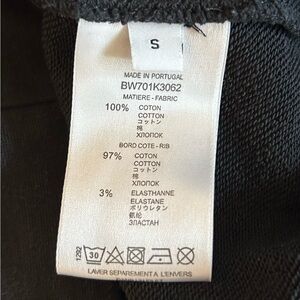 S
MADE IN PORTUGAL
BW701K3062
MATIERE - FABRIC
100% COTON
COTTON
コットン
棉
ХЛОПОК
BORD COTE - RIB
97% COTON
COTTON
コットン
棉
ХЛОПОК
3% ELASTHANNE
ELASTANE
ポリウレタン
氨纶
ЭЛАСТАН
1292
30
LAVER SEPAREMENT A L'ENVERS